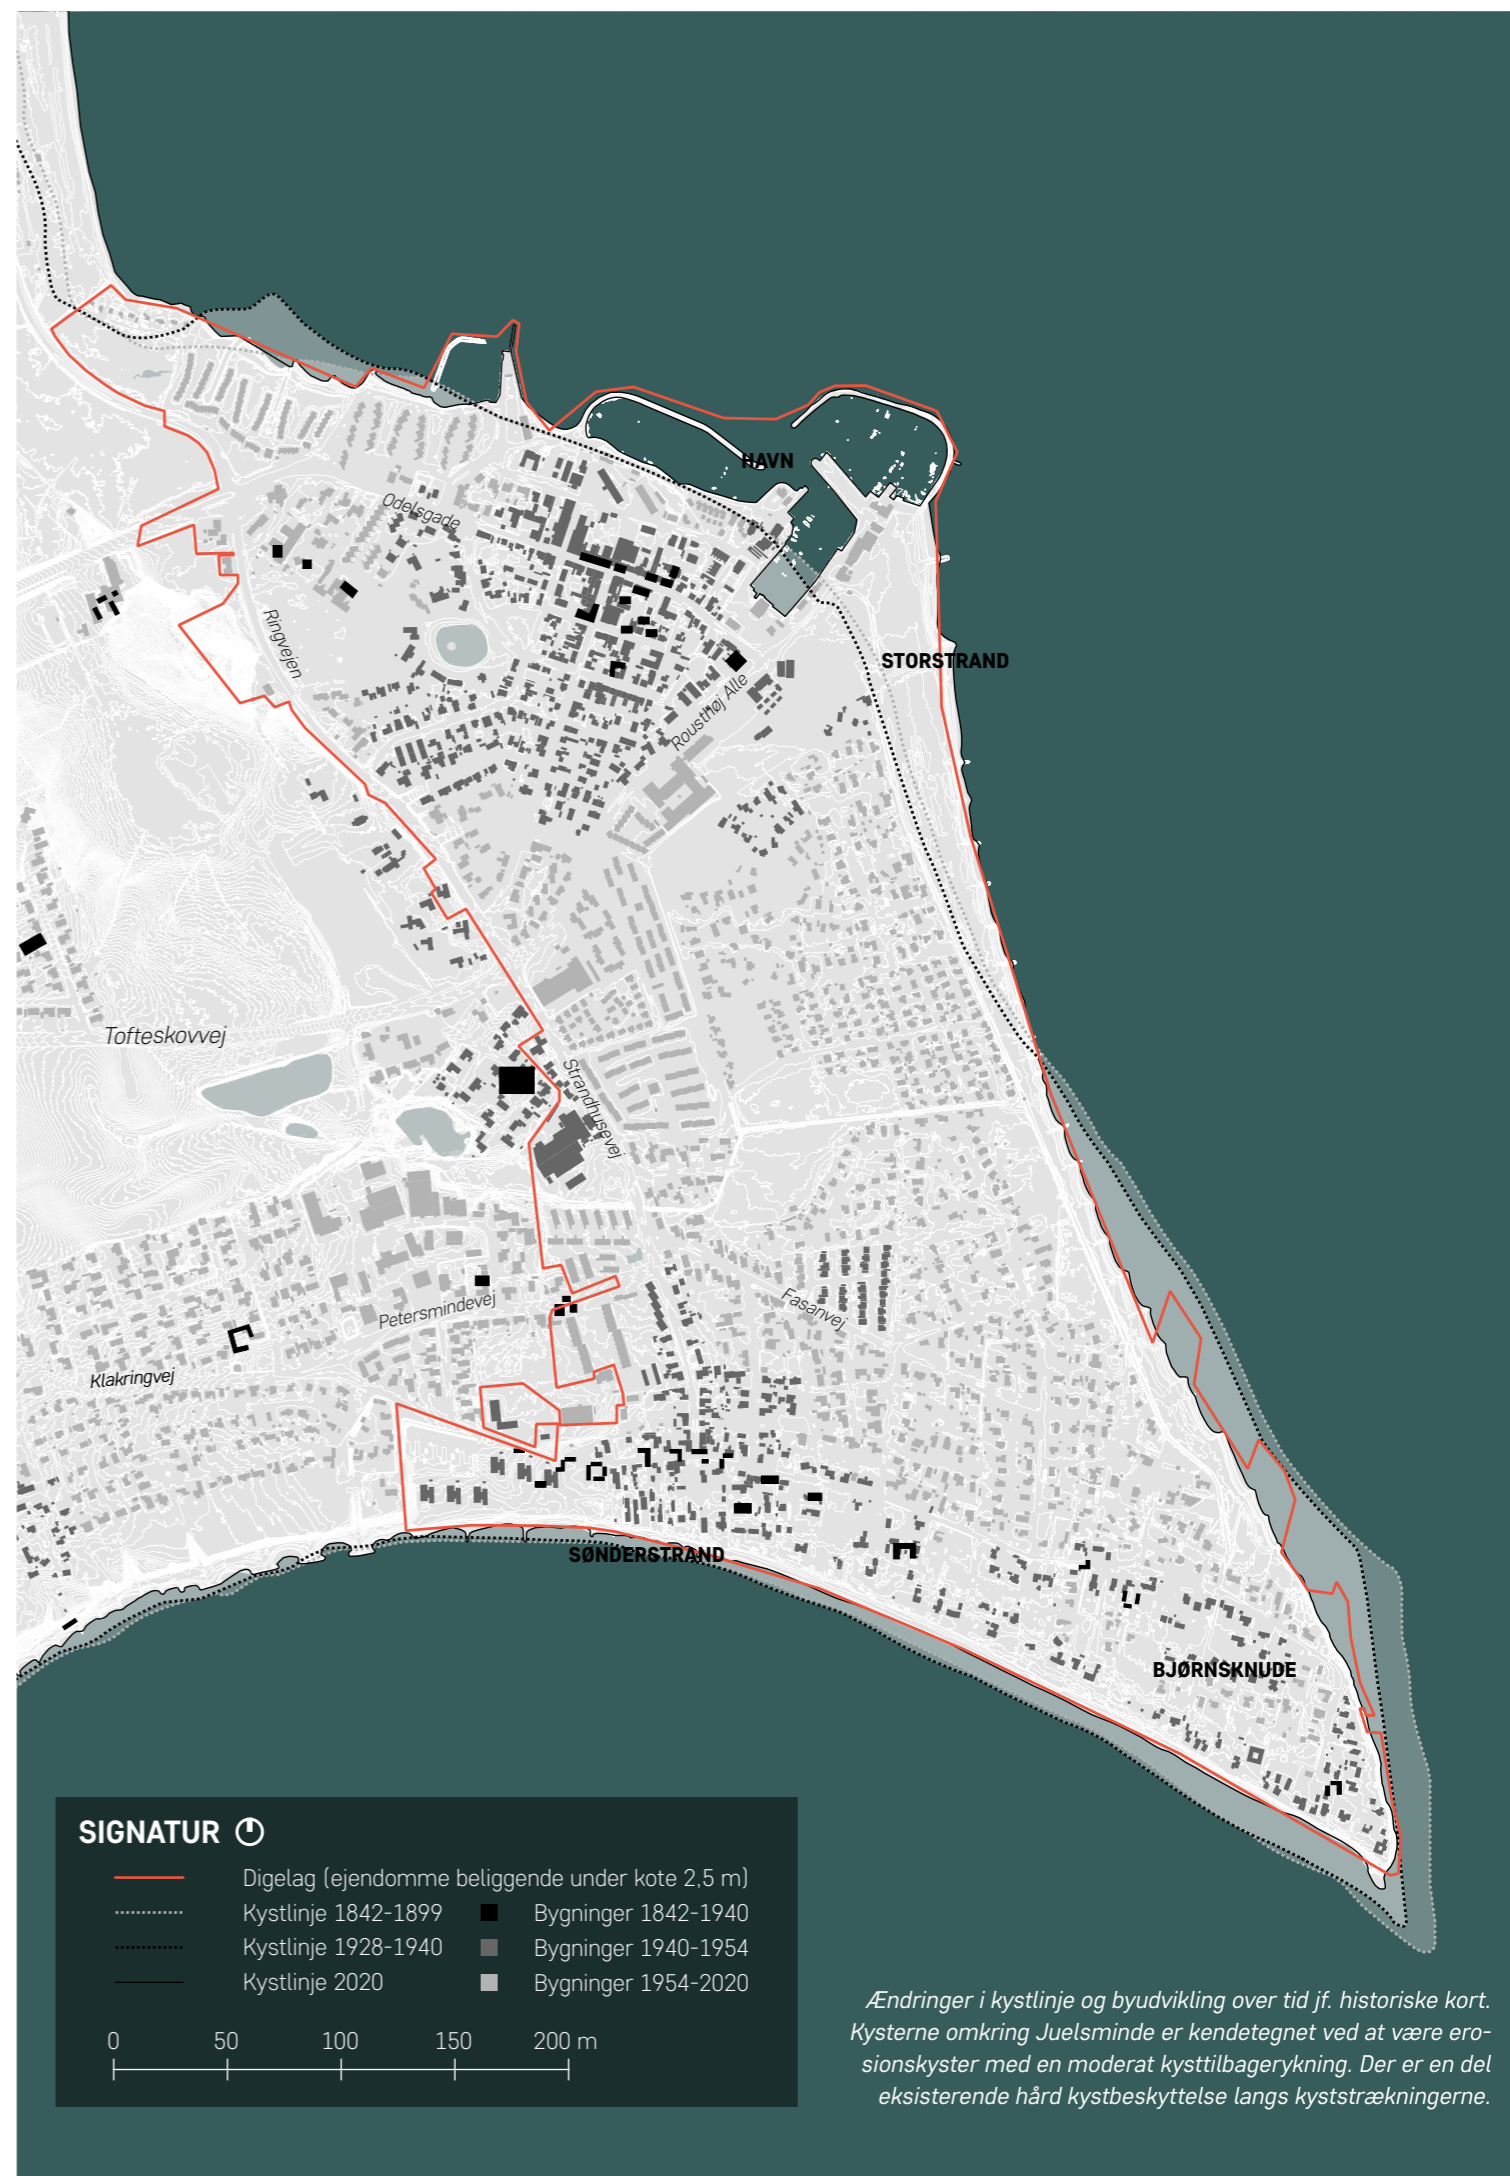 HAVN
Odelsgade
Ringvejen
STORSTRAND
Rousthøj Alle
Tofteskovvej
Strandhusevej
Petersmindevej
Fasanvej
Klakringvej
SØNDERSTRAND
BJØRNSKNUDE
SIGNATUR
Digelag (ejendomme beliggende under kote 2,5 m)
Kystlinje 1842-1899
Bygninger 1842-1940
Kystlinje 1928-1940
Bygninger 1940-1954
Kystlinje 2020
Bygninger 1954-2020
0 50 100 150 200 m
Ændringer i kystlinje og byudvikling over tid jf. historiske kort.
Kysterne omkring Juelsminde er kendetegnet ved at være ero-
sionskyster med en moderat kysttilbagerykning. Der er en del
eksisterende hård kystbeskyttelse langs kyststrækningerne.